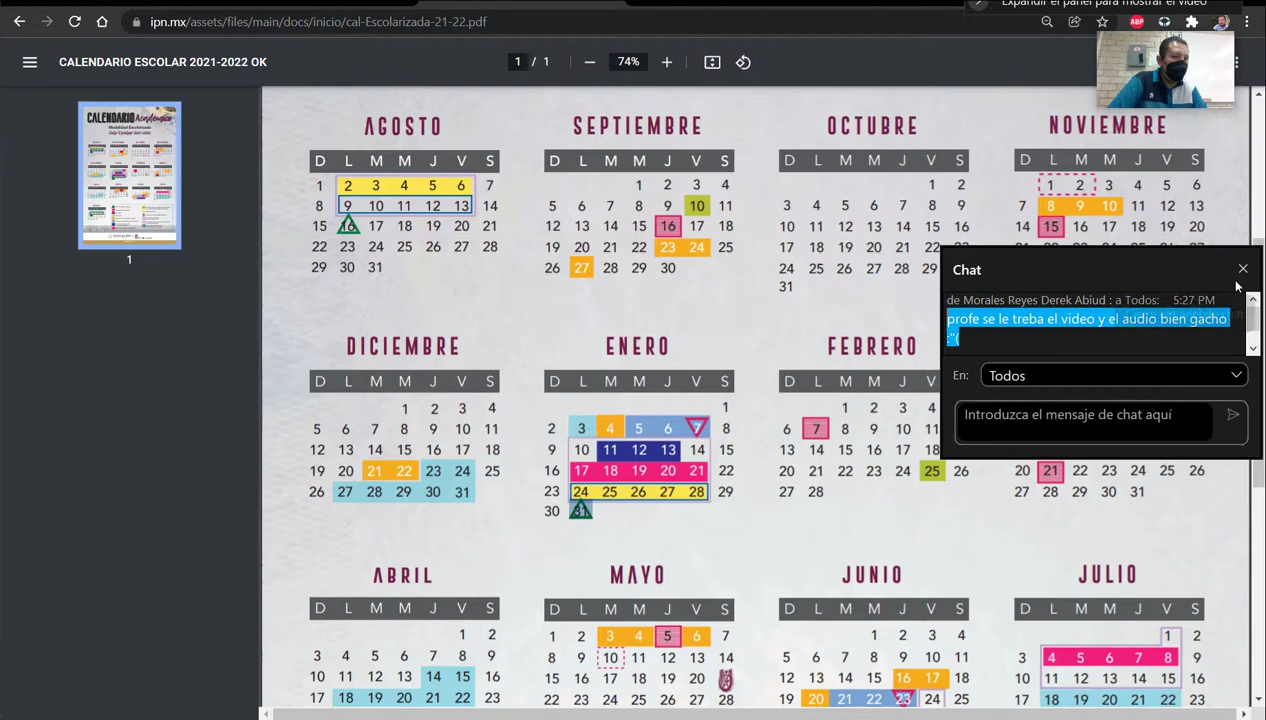 Expandir el panel para mostrar el video
ipn.mx/assets/files/main/docs/inicio/cal-Escolarizada-21-22.pdf
ABP
CALENDARIO ESCOLAR 2021-2022 OK
1 / 1
74%
CALENDARIO Académico
1
AGOSTO
D L M M J V S
1 2 3 4 5 6 7
8 9 10 11 12 13 14
15 16 17 18 19 20 21
22 23 24 25 26 27 28
29 30 31
SEPTIEMBRE
D L M M J V S
1 2 3 4
5 6 7 8 9 10 11
12 13 14 15 16 17 18
19 20 21 22 23 24 25
26 27 28 29 30
OCTUBRE
D L M M J V S
1 2
3 4 5 6 7 8 9
10 11 12 13 14 15 16
17 18 19 20 21 22 23
24 25 26 27 28 29
31
NOVIEMBRE
D L M M J V S
1 2 3 4 5 6
7 8 9 10 11 12 13
14 15 16 17 18 19 20
Chat
de Morales Reyes Derek Abiud : a Todos: 5:27 PM
profe se le treba el video y el audio bien gacho
:"(
En: Todos
Introduzca el mensaje de chat aquí
DICIEMBRE
D L M M J V S
1 2 3 4
5 6 7 8 9 10 11
12 13 14 15 16 17 18
19 20 21 22 23 24 25
26 27 28 29 30 31
ENERO
D L M M J V S
1
2 3 4 5 6 7 8
9 10 11 12 13 14 15
16 17 18 19 20 21 22
23 24 25 26 27 28 29
30 31
FEBRERO
D L M M J V
1 2 3 4
6 7 8 9 10 11
13 14 15 16 17 18
20 21 22 23 24 25 26
27 28
20 21 22 23 24 25 26
27 28 29 30 31
ABRIL
D L M M J V S
1 2
3 4 5 6 7 8 9
10 11 12 13 14 15 16
17 18 19 20 21 22 23
MAYO
D L M M J V S
1 2 3 4 5 6 7
8 9 10 11 12 13 14
15 16 17 18 19 20
22 23 24 25 26 27 28
JUNIO
D L M M J V S
1 2 3 4
5 6 7 8 9 10 11
12 13 14 15 16 17 18
19 20 21 22 23 24 25
JULIO
D L M M J V S
1 2
3 4 5 6 7 8 9
10 11 12 13 14 15 16
17 18 19 20 21 22 23